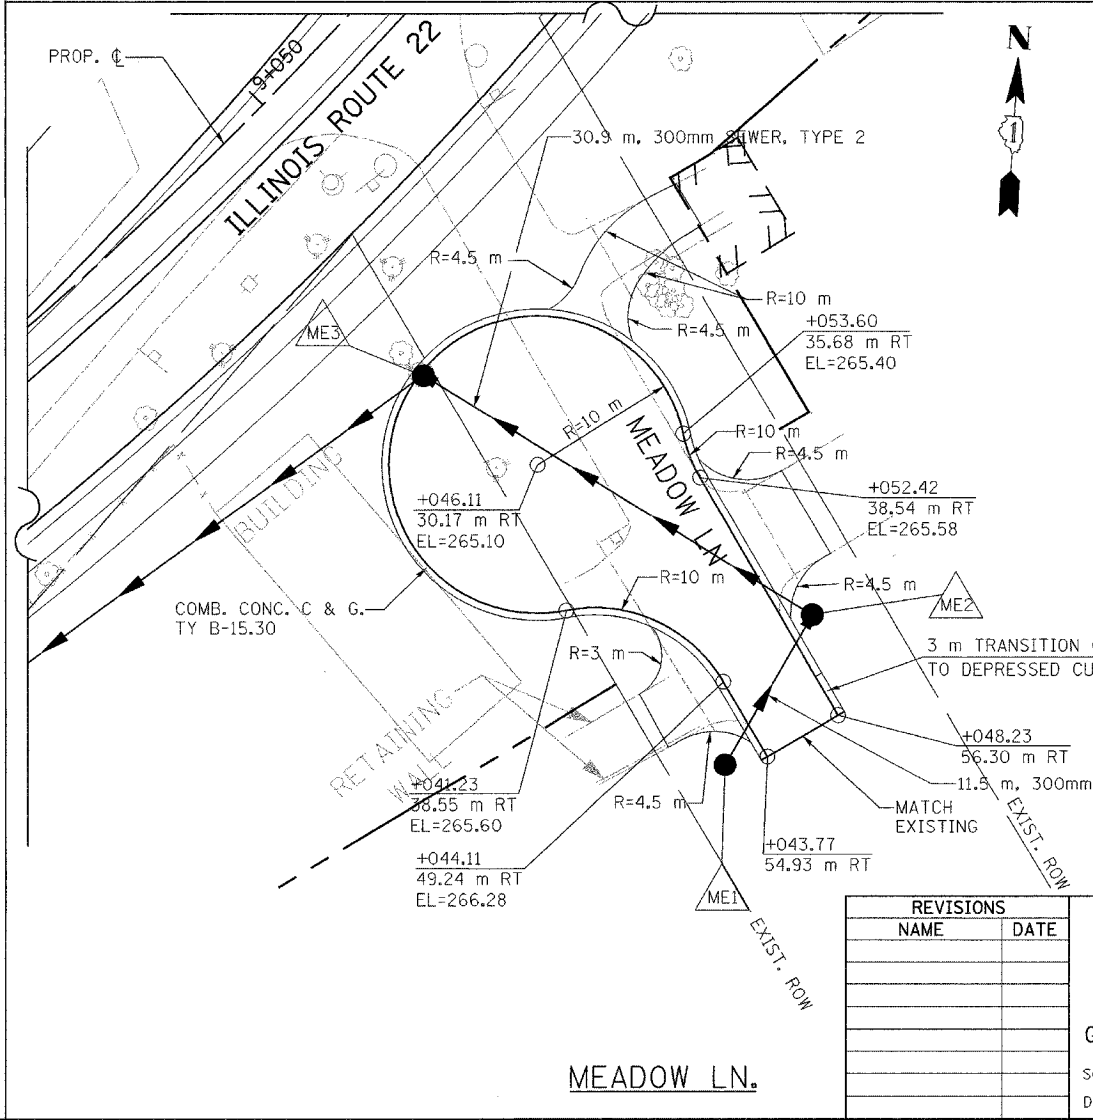 PROP. ℄
9+050
ILLINOIS ROUTE 22
N
1
30.9 m, 300mm SEWER, TYPE 2
R=4.5 m
R=10 m
R=4.5 m
+053.60
35.68 m RT
EL=265.40
ME3
R=10 m
MEADOW LN
R=10 m
R=4.5 m
+052.42
38.54 m RT
EL=265.58
+046.11
30.17 m RT
EL=265.10
BUILDING
R=10 m
R=4.5 m
ME2
COMB. CONC. C & G.
TY B-15.30
R=3 m
3 m TRANSITION
TO DEPRESSED CU
RETAINING
WALL
+048.23
56.30 m RT
11.5 m, 300mm
+041.23
38.55 m RT
EL=265.60
R=4.5 m
MATCH
EXISTING
EXIST. ROW
+043.77
54.93 m RT
+044.11
49.24 m RT
EL=266.28
ME1
EXIST. ROW
REVISIONS
NAME DATE
G
D
MEADOW LN.